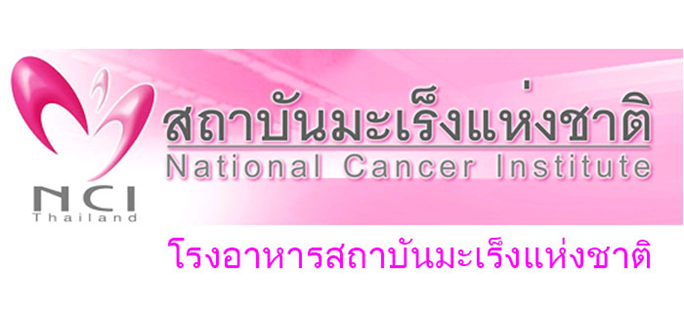 สถาบันมะเร็งแห่งชาติ
National Cancer Institute
NCI
Thailand
โรงอาหารสถาบันมะเร็งแห่งชาติ